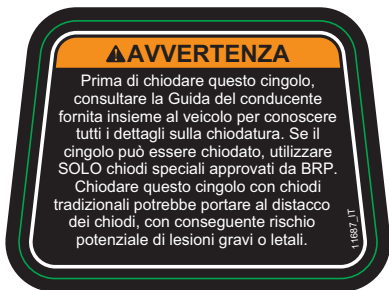 ⚠AVVERTENZA
Prima di chiodare questo cingolo,
consultare la Guida del conducente
fornita insieme al veicolo per conoscere
tutti i dettagli sulla chiodatura. Se il
cingolo può essere chiodato, utilizzare
SOLO chiodi speciali approvati da BRP.
Chiodare questo cingolo con chiodi
tradizionali potrebbe portare al distacco
dei chiodi, con conseguente rischio
potenziale di lesioni gravi o letali.
11687_IT